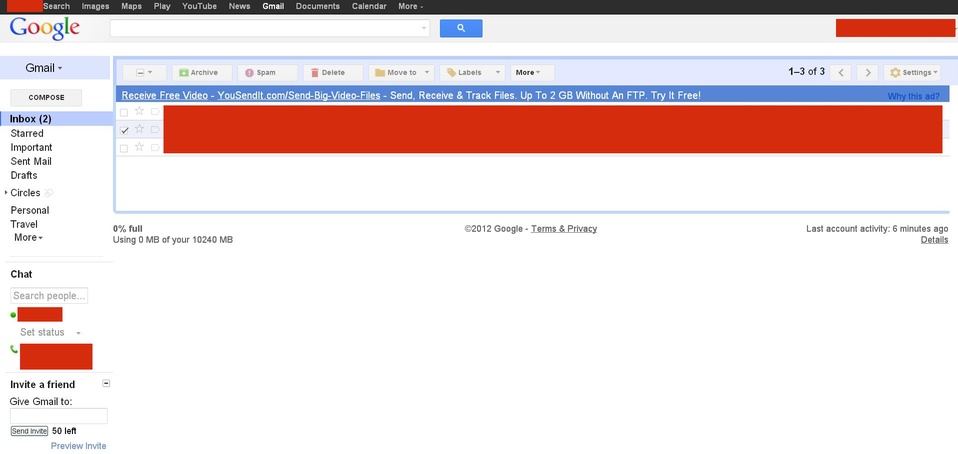 Search Images Maps Play YouTube News Gmail Documents Calendar More
Google
Gmail
Archive Spam Delete Move to Labels More 1–3 of 3 Settings
COMPOSE
Receive Free Video - YouSendIt.com/Send-Big-Video-Files - Send, Receive & Track Files. Up To 2 GB Without An FTP. Try It Free! Why this ad?
Inbox (2)
Starred
Important
Sent Mail
Drafts
Circles
Personal
Travel
More
0% full
Using 0 MB of your 10240 MB
©2012 Google - Terms & Privacy
Last account activity: 6 minutes ago
Details
Chat
Search people...
Set status
Invite a friend
Give Gmail to:
Send Invite 50 left
Preview Invite